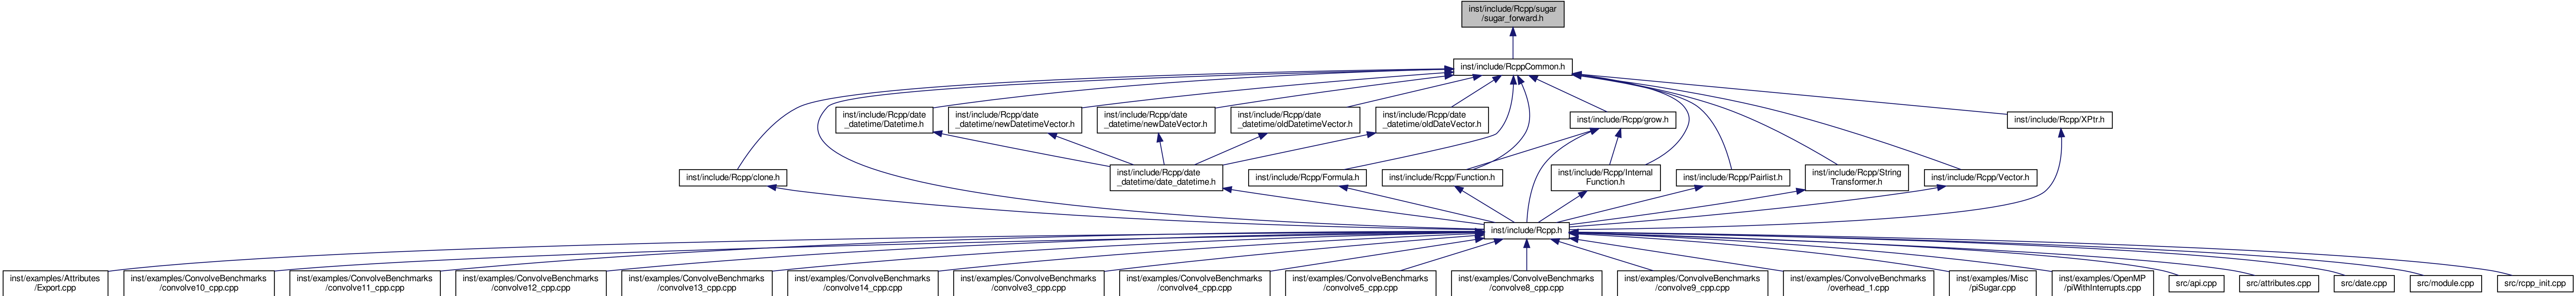 inst/include/Rcpp/sugar
/sugar_forward.h
inst/include/RcppCommon.h
inst/include/Rcpp/date
_datetime/Datetime.h
inst/include/Rcpp/date
_datetime/newDatetimeVector.h
inst/include/Rcpp/date
_datetime/newDateVector.h
inst/include/Rcpp/date
_datetime/oldDatetimeVector.h
inst/include/Rcpp/date
_datetime/oldDateVector.h
inst/include/Rcpp/grow.h
inst/include/Rcpp/XPtr.h
inst/include/Rcpp/clone.h
inst/include/Rcpp/date
_datetime/date_datetime.h
inst/include/Rcpp/Formula.h
inst/include/Rcpp/Function.h
inst/include/Rcpp/Internal
Function.h
inst/include/Rcpp/Pairlist.h
inst/include/Rcpp/String
Transformer.h
inst/include/Rcpp/Vector.h
inst/include/Rcpp.h
inst/examples/Attributes
/Export.cpp
inst/examples/ConvolveBenchmarks
/convolve10_cpp.cpp
inst/examples/ConvolveBenchmarks
/convolve11_cpp.cpp
inst/examples/ConvolveBenchmarks
/convolve12_cpp.cpp
inst/examples/ConvolveBenchmarks
/convolve13_cpp.cpp
inst/examples/ConvolveBenchmarks
/convolve14_cpp.cpp
inst/examples/ConvolveBenchmarks
/convolve3_cpp.cpp
inst/examples/ConvolveBenchmarks
/convolve4_cpp.cpp
inst/examples/ConvolveBenchmarks
/convolve5_cpp.cpp
inst/examples/ConvolveBenchmarks
/convolve8_cpp.cpp
inst/examples/ConvolveBenchmarks
/convolve9_cpp.cpp
inst/examples/ConvolveBenchmarks
/overhead_1.cpp
inst/examples/Misc
/piSugar.cpp
inst/examples/OpenMP
/piWithInterrupts.cpp
src/api.cpp
src/attributes.cpp
src/date.cpp
src/module.cpp
src/rcpp_init.cpp